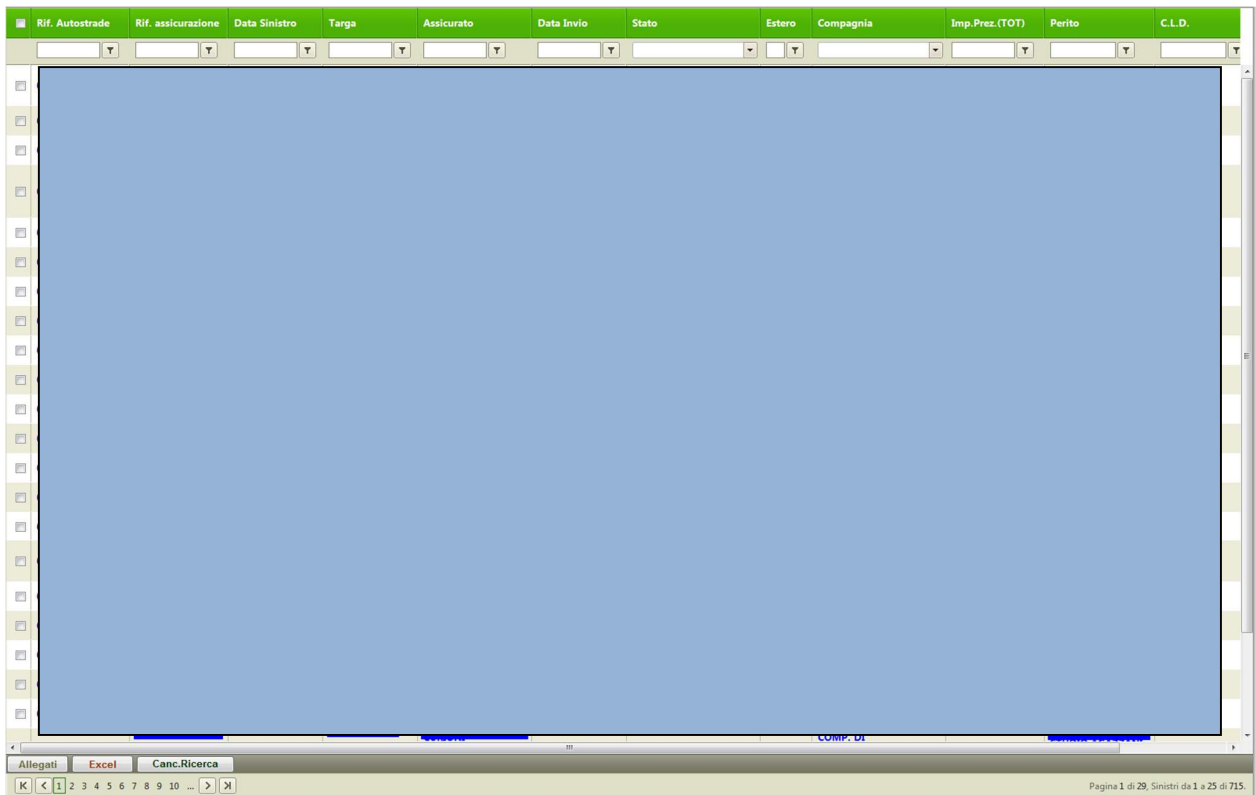 Rif. Autostrade Rif. assicurazione Data Sinistro Targa Assicurato Data Invio Stato Estero Compagnia Imp.Prez.(TOT) Perito C.L.D.
COMP. DI
Allegati Excel Canc.Ricerca
1 2 3 4 5 6 7 8 9 10 ... Pagina 1 di 29, Sinistri da 1 a 25 di 715.